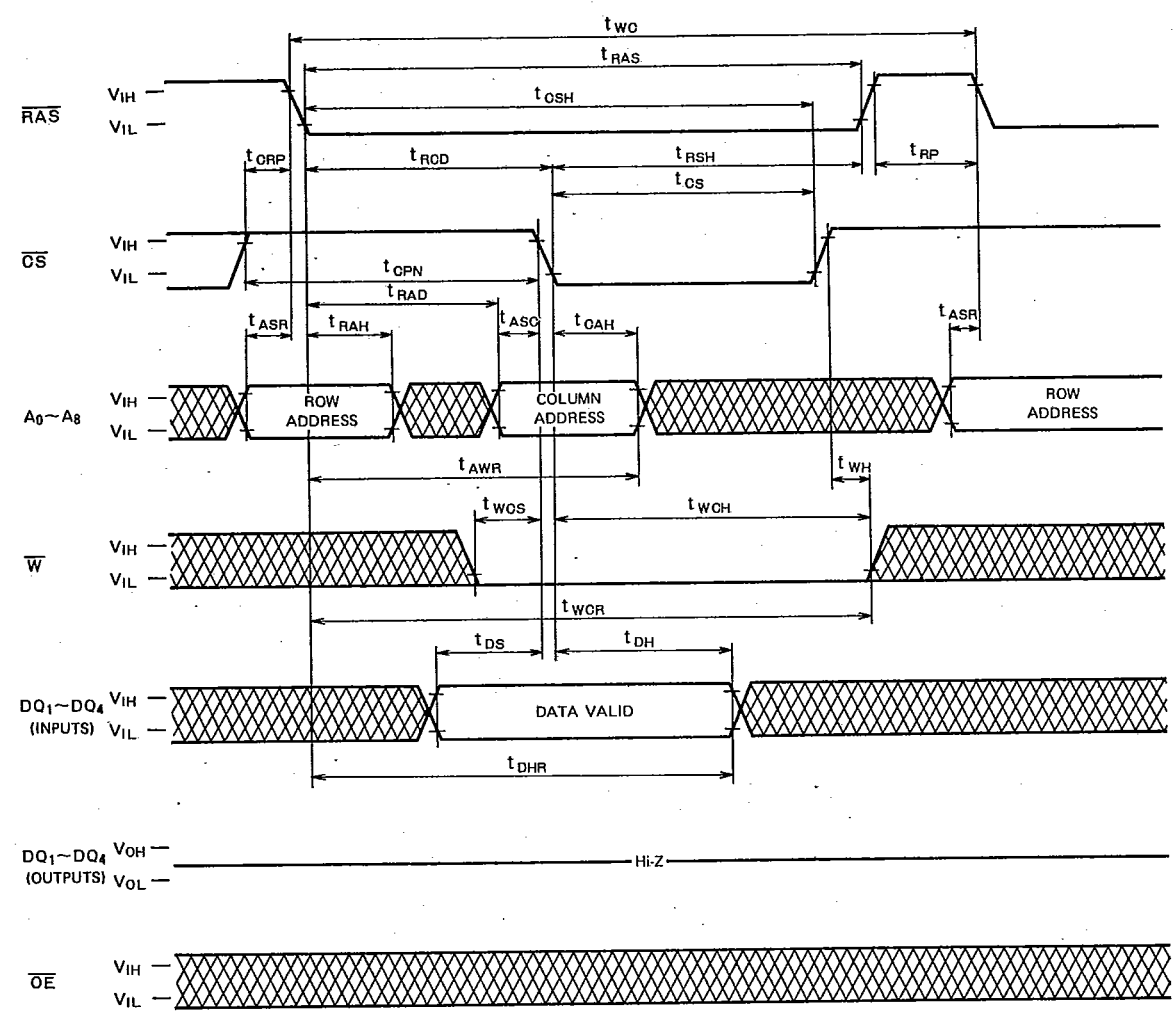 tWC
tRAS
RAS
VIH
VIL
tCSH
tCRP
tRCD
tRSH
tRP
tCS
CS
VIH
VIL
tCPN
tRAD
tASR
tRAH
tASC
tCAH
tASR
A0~A8
VIH
VIL
ROW
ADDRESS
COLUMN
ADDRESS
ROW
ADDRESS
tAWR
tWH
tWCS
tWCH
W
VIH
VIL
tWCR
tDS
tDH
DQ1~DQ4
(INPUTS)
VIH
VIL
DATA VALID
tDHR
DQ1~DQ4
(OUTPUTS)
VOH
VOL
Hi-Z
OE
VIH
VIL